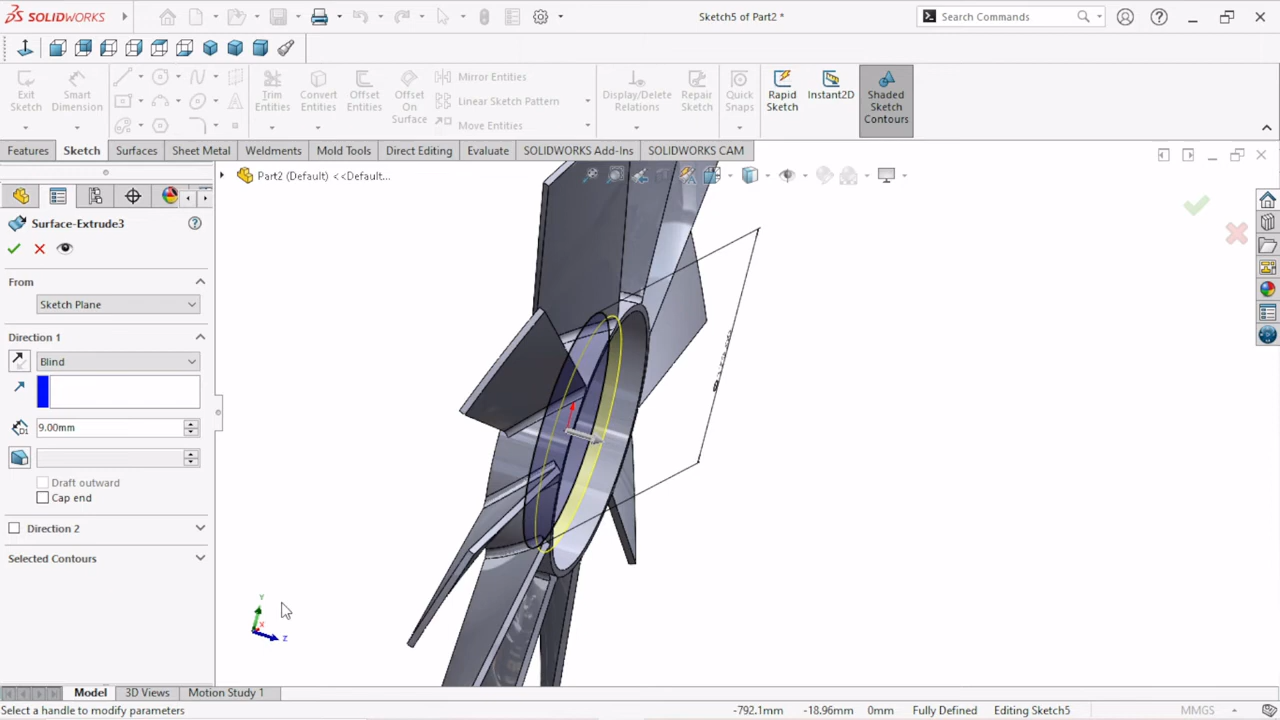 SOLIDWORKS
Sketch5 of Part2 *
Search Commands
Exit Sketch
Smart Dimension
Trim Entities
Convert Entities
Offset Entities
Offset On Surface
Mirror Entities
Linear Sketch Pattern
Move Entities
Display/Delete Relations
Repair Sketch
Quick Snaps
Rapid Sketch
Instant2D
Shaded Sketch Contours
Features
Sketch
Surfaces
Sheet Metal
Weldments
Mold Tools
Direct Editing
Evaluate
SOLIDWORKS Add-Ins
SOLIDWORKS CAM
Part2 (Default) <<Default...
Surface-Extrude3
From
Sketch Plane
Direction 1
Blind
D1
9.00mm
Draft outward
Cap end
Direction 2
Selected Contours
Y
X
Z
Model
3D Views
Motion Study 1
Select a handle to modify parameters
-792.1mm
-18.96mm
0mm
Fully Defined
Editing Sketch5
MMGS